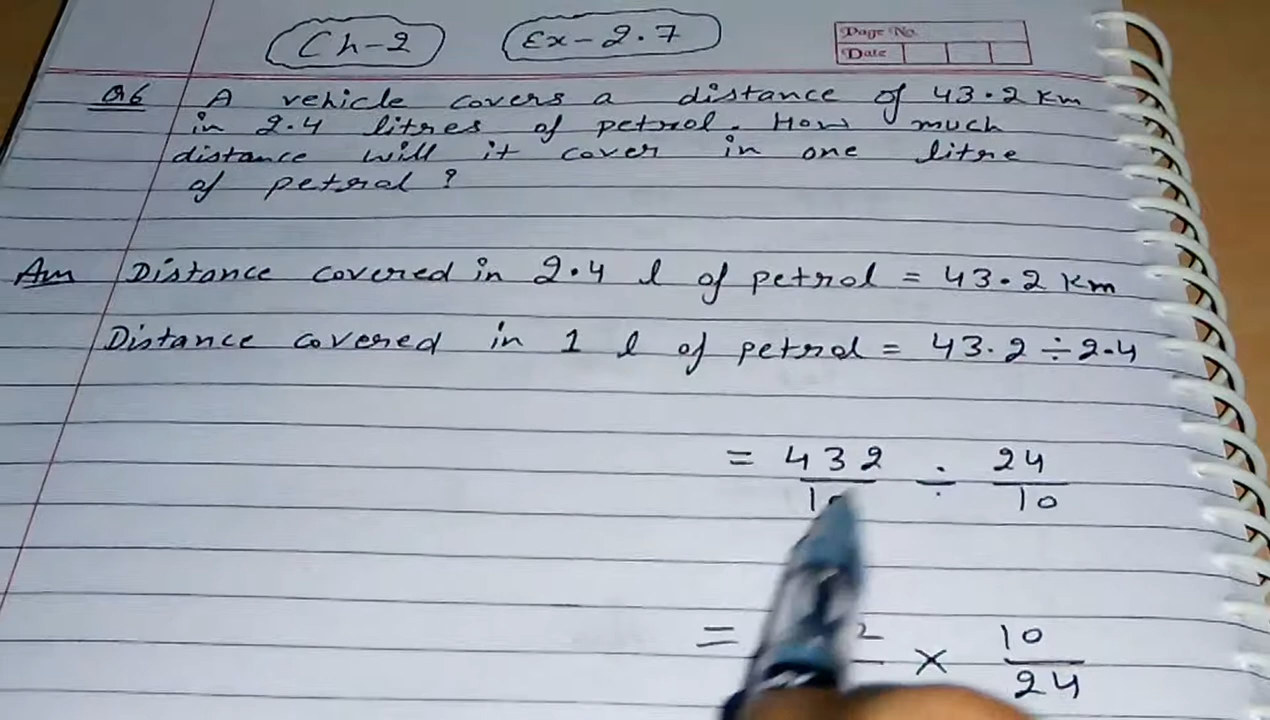 Ch-2 Ex-2.7
Page No.
Date
Q6 A vehicle covers a distance of 43.2 Km
in 2.4 litres of petrol. How much
distance will it cover in one litre
of petrol ?
Ans Distance covered in 2.4 l of petrol = 43.2 Km
Distance covered in 1 l of petrol = 43.2 ÷ 2.4
= 432/10 ÷ 24/10
= 2 × 10/24